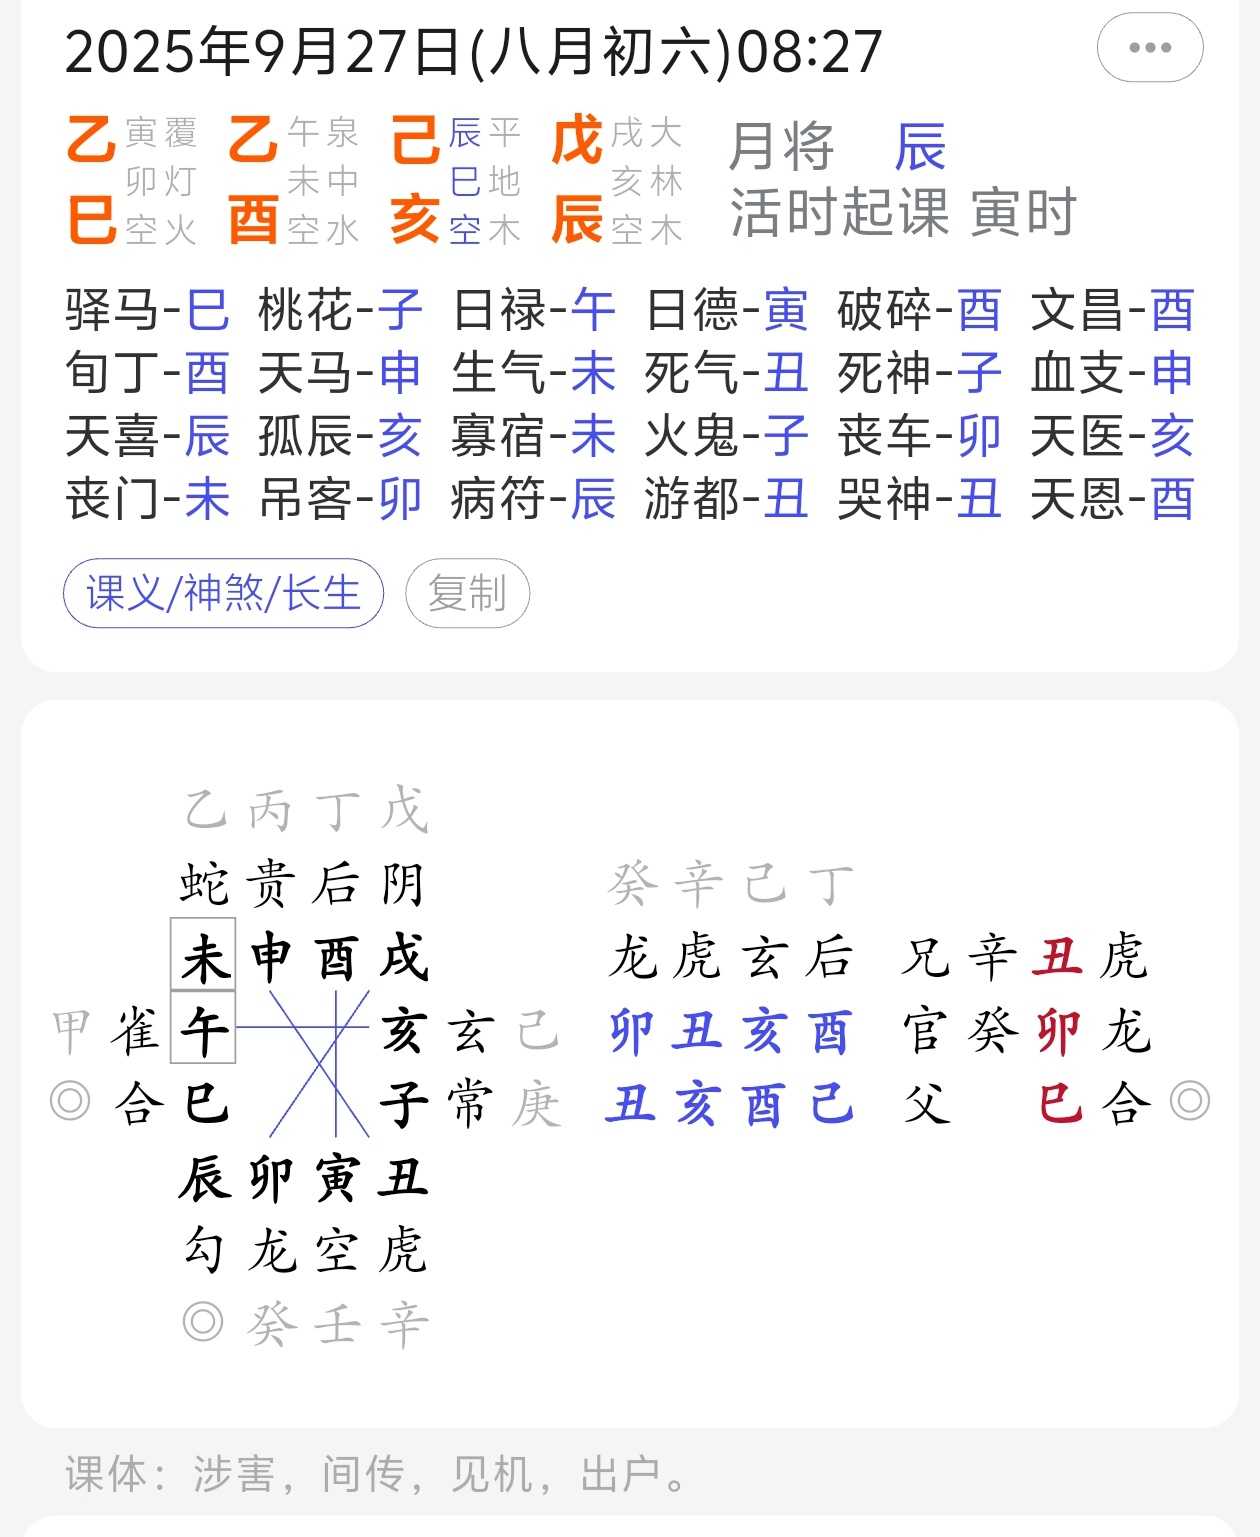 2025年9月27日(八月初六)08:27
乙 寅覆 乙 午泉 己 辰平 戊 戌大 月将 辰
卯灯 未中 巳地 亥林
巳 空火 酉 空水 亥 空木 辰 空木 活时起课 寅时
驿马-巳 桃花-子 日禄-午 日德-寅 破碎-酉 文昌-酉
旬丁-酉 天马-申 生气-未 死气-丑 死神-子 血支-申
天喜-辰 孤辰-亥 寡宿-未 火鬼-子 丧车-卯 天医-亥
丧门-未 吊客-卯 病符-辰 游都-丑 哭神-丑 天恩-酉
课义/神煞/长生 复制
乙丙丁戊
蛇贵后阴 癸辛己丁
未申酉戌 龙虎玄后 兄辛丑虎
甲雀午 亥玄己 卯丑亥酉 官癸卯龙
◎合巳 子常庚 丑亥酉己 父 巳合◎
辰卯寅丑
勾龙空虎
◎癸壬辛
课体：涉害，间传，见机，出户。